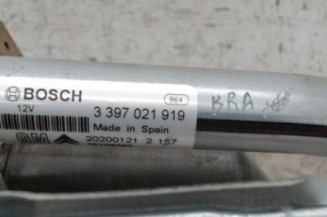 BOSCH
964
BRA
12V
3 397 021 919
Made in Spain
20200121 2 157